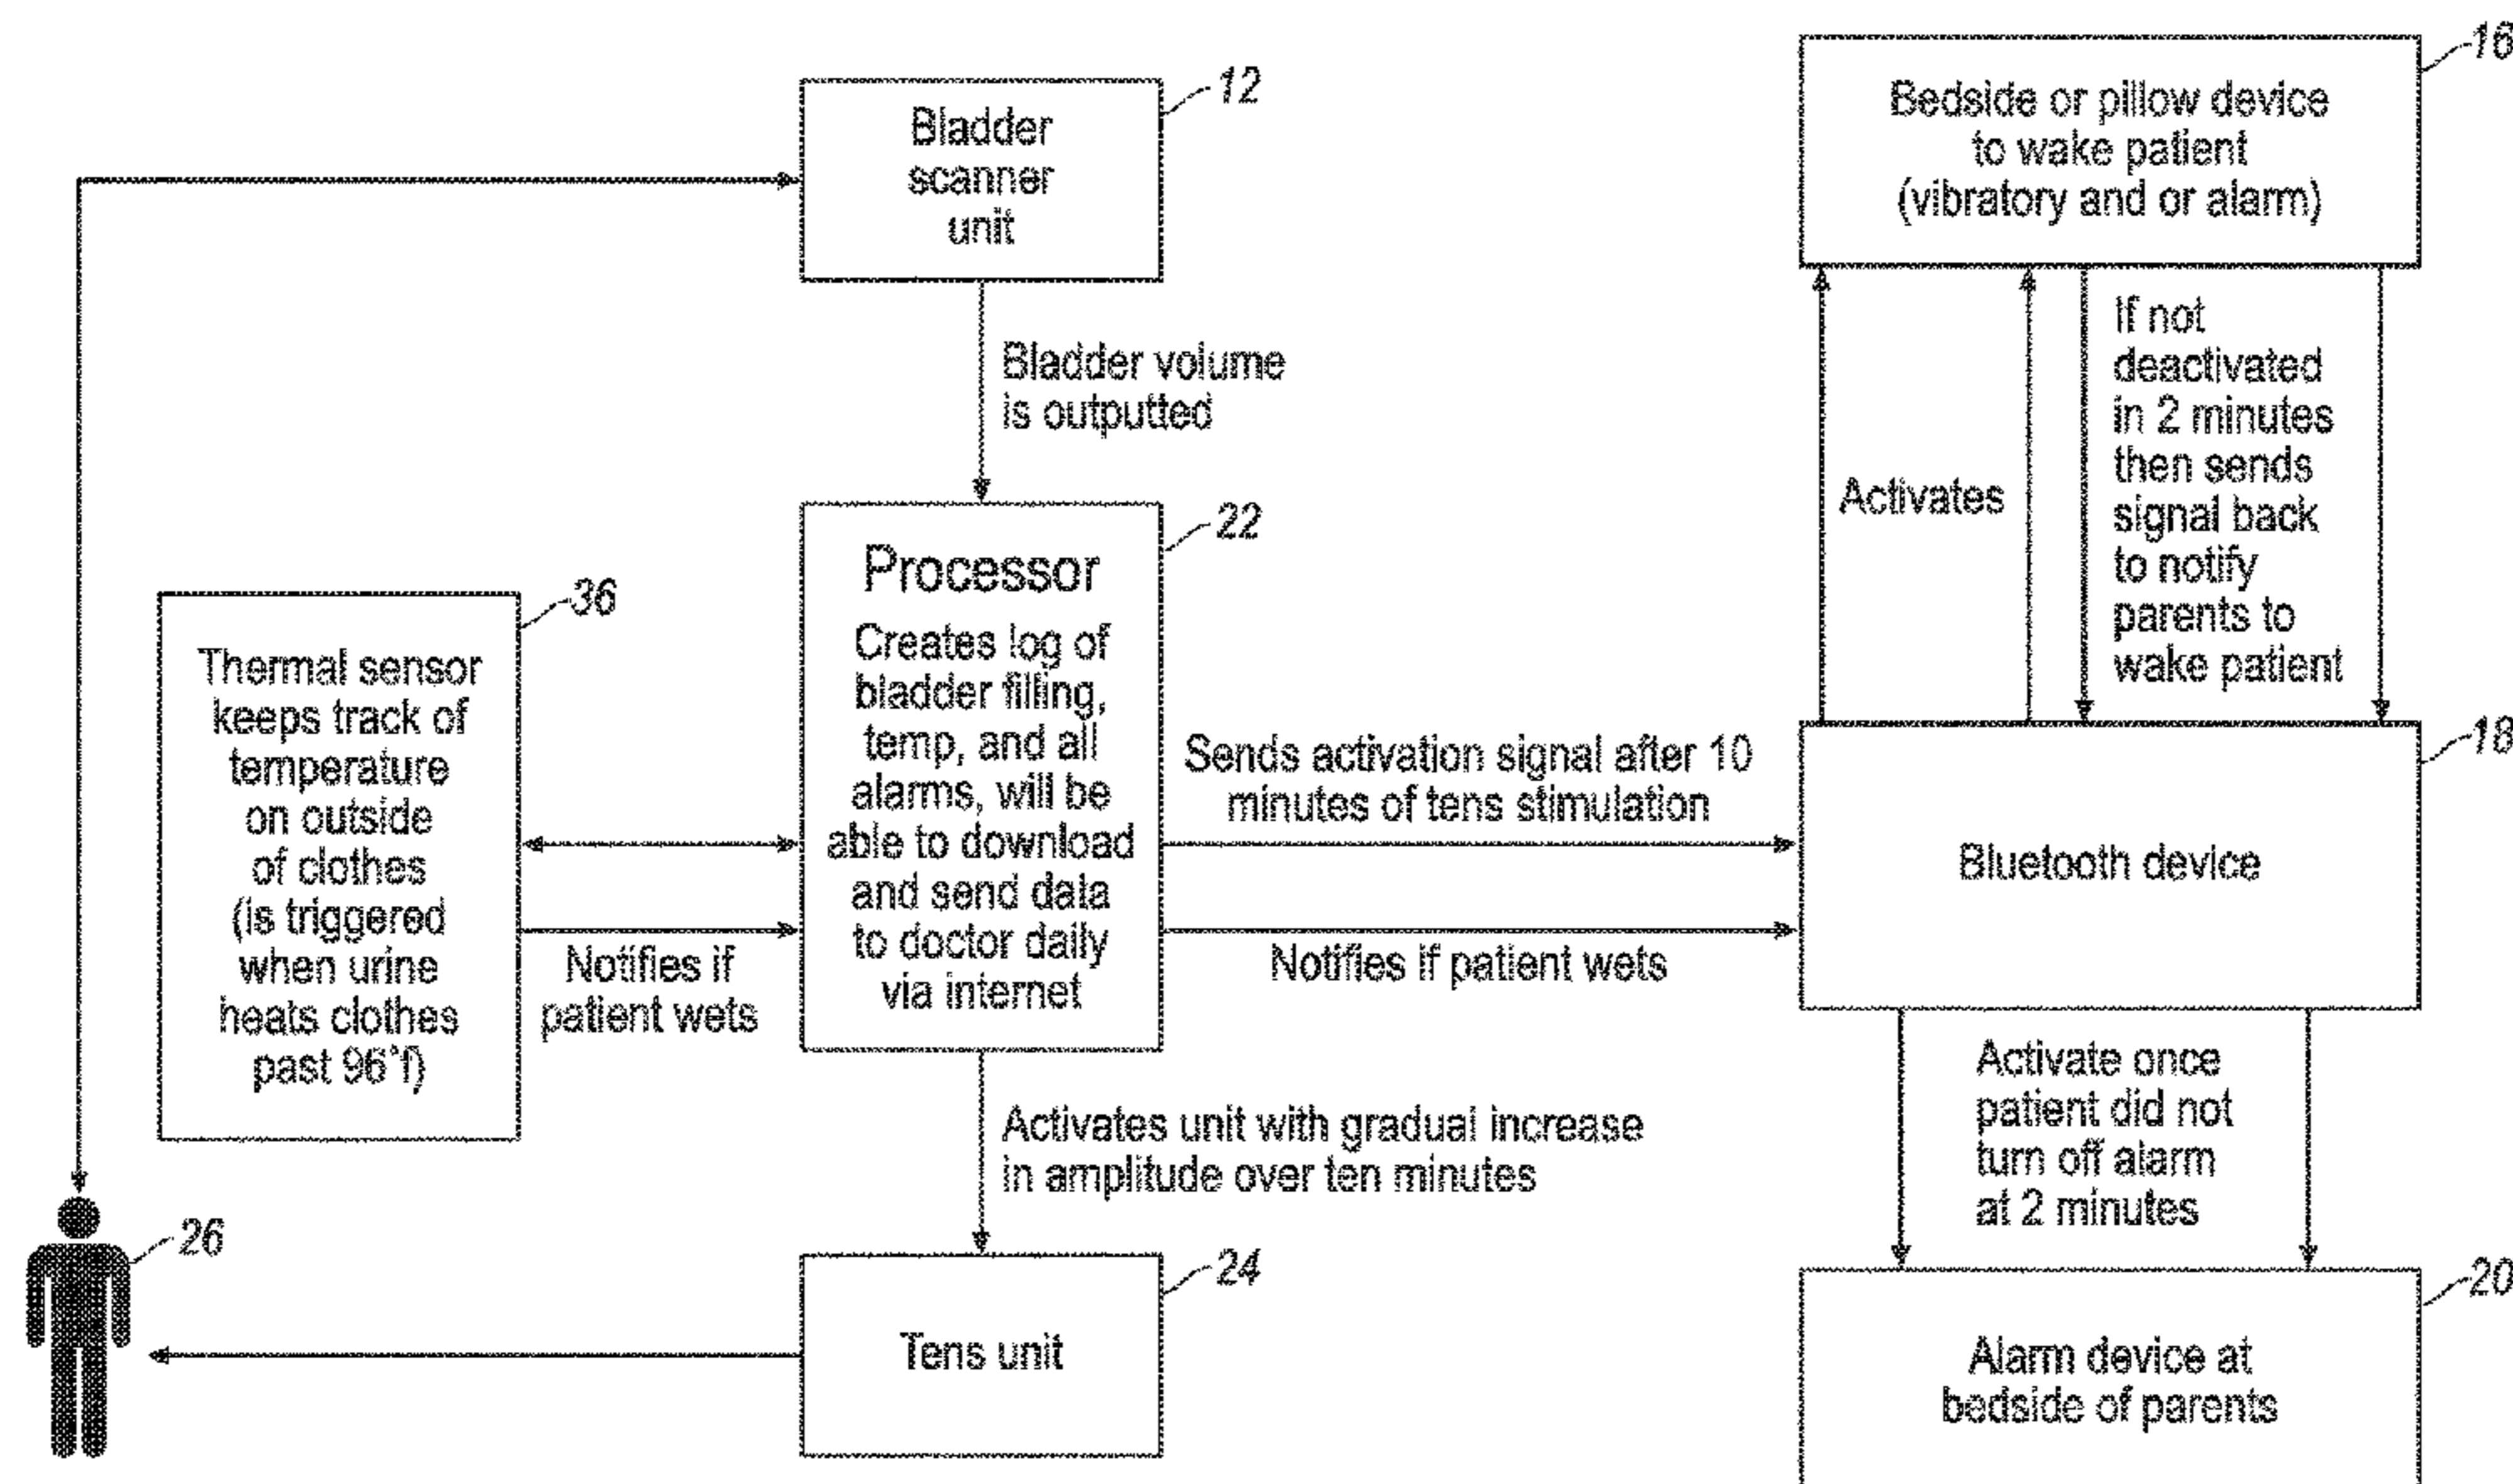 12
Bladder
scanner
unit
16
Bedside or pillow device
to wake patient
(vibratory and or alarm)
Bladder volume
is outputted
Activates
If not
deactivated
in 2 minutes
then sends
signal back
to notify
parents to
wake patient
36
Thermal sensor
keeps track of
temperature
on outside
of clothes
(is triggered
when urine
heats clothes
past 96°f)
Notifies if
patient wets
22
Processor
Creates log of
bladder filling,
temp, and all
alarms, will be
able to download
and send data
to doctor daily
via internet
Sends activation signal after 10
minutes of tens stimulation
Notifies if patient wets
18
Bluetooth device
Activates unit with gradual increase
in amplitude over ten minutes
Activate once
patient did not
turn off alarm
at 2 minutes
26
24
Tens unit
20
Alarm device at
bedside of parents